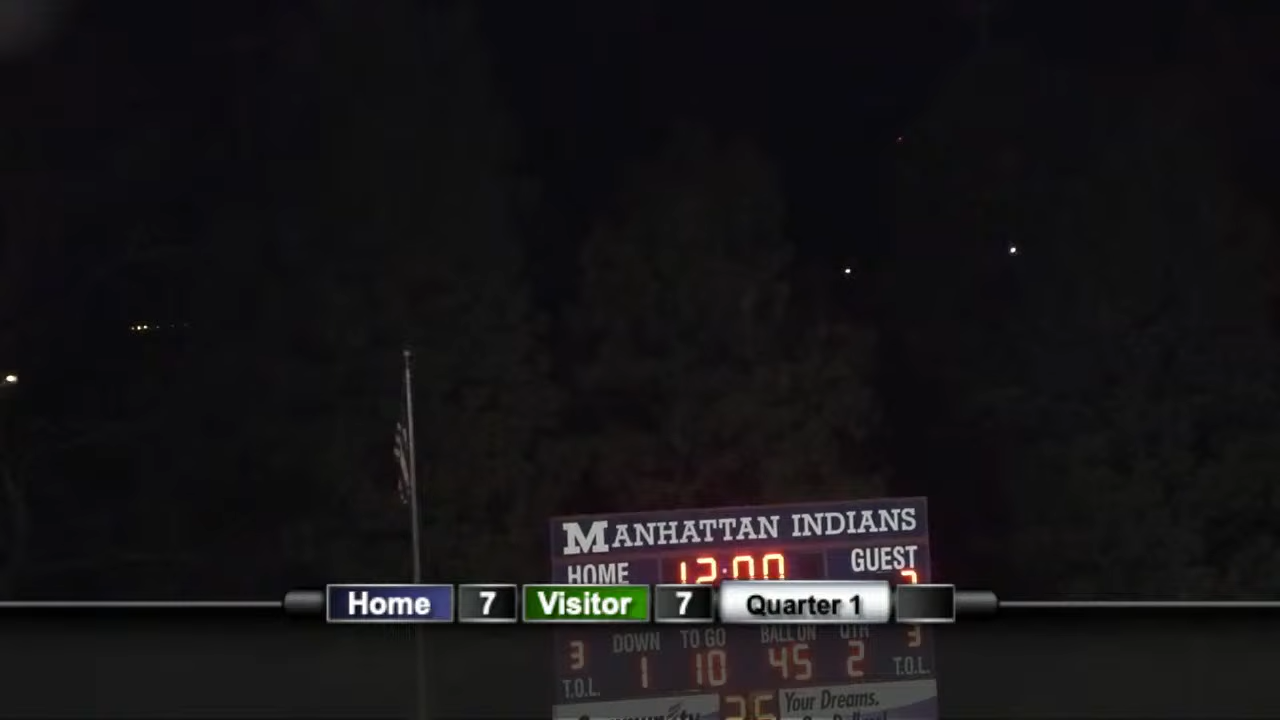 MANHATTAN INDIANS
HOME 12:00 GUEST
7
Home 7 Visitor 7 Quarter 1
3 DOWN TO GO BALL ON QTR 3
T.O.L. 1 10 45 2 T.O.L.
25 Your Dreams.